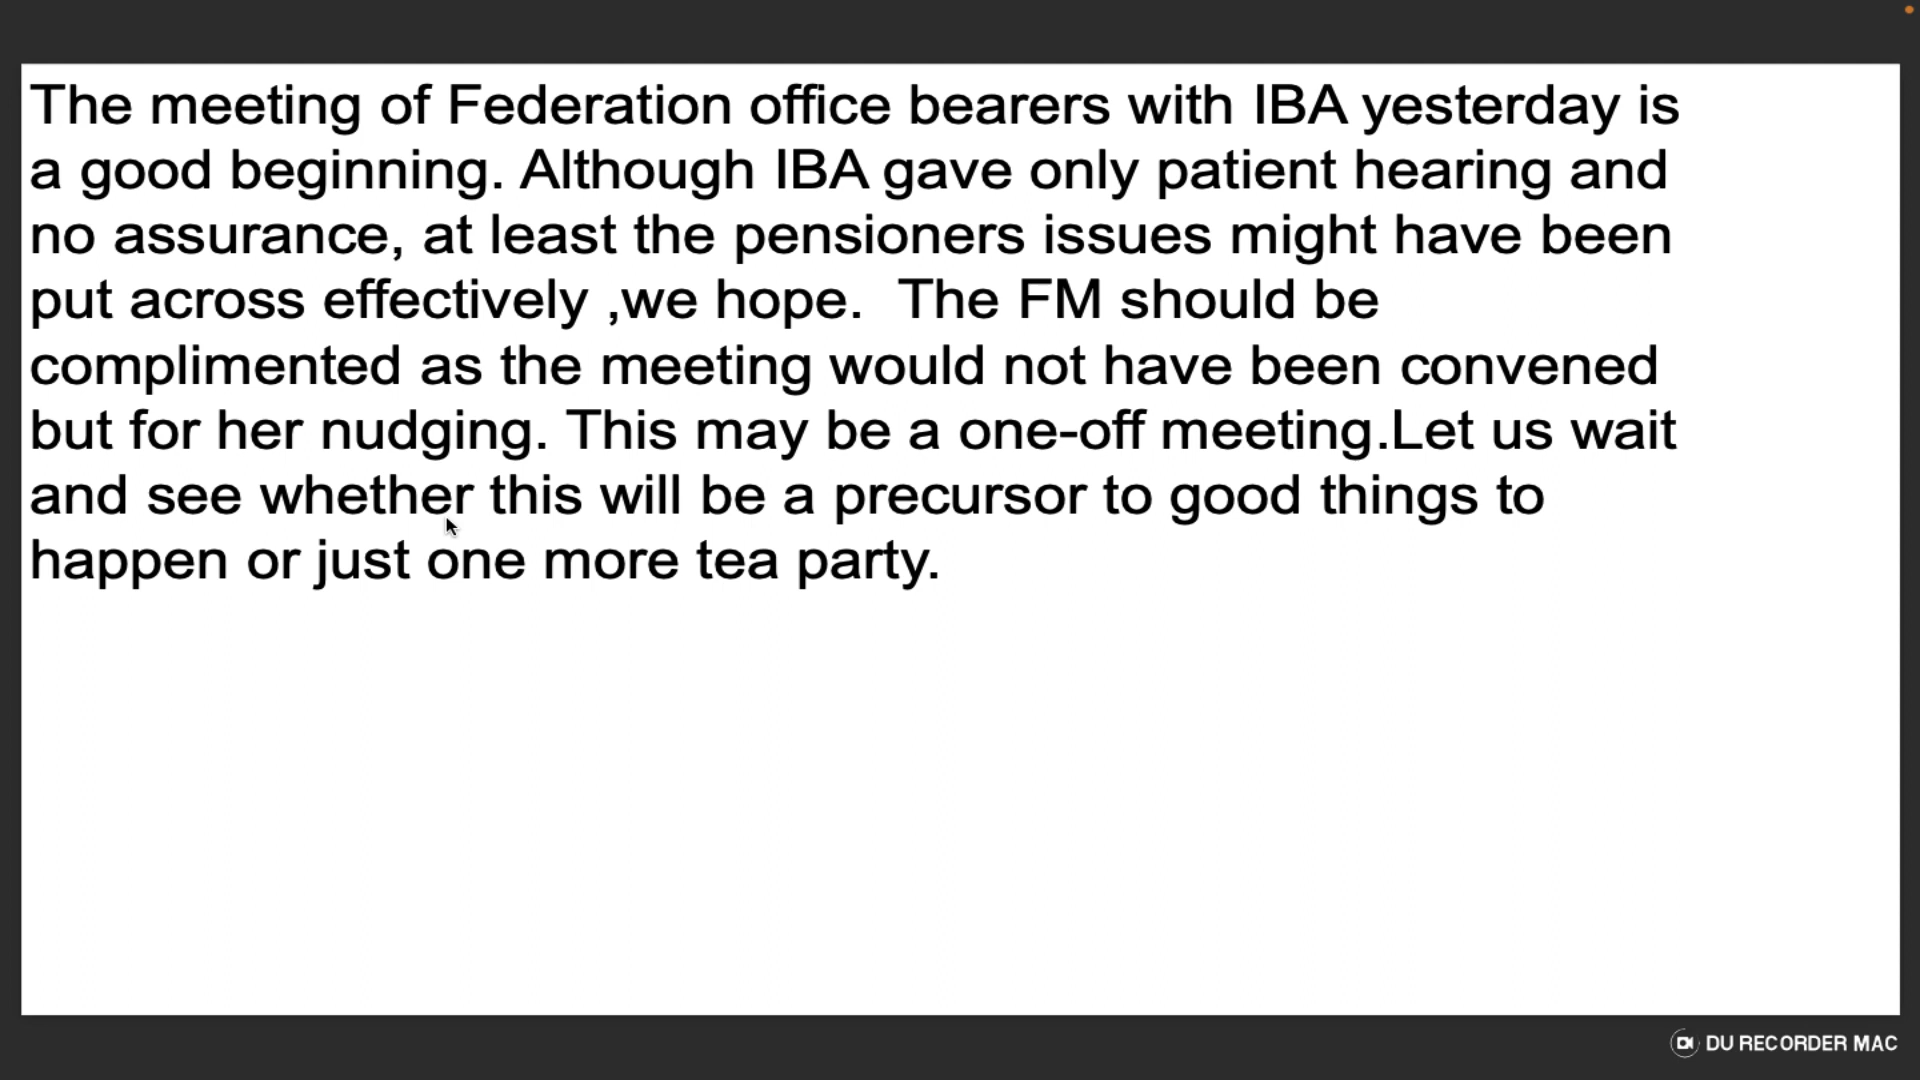 The meeting of Federation office bearers with IBA yesterday is
a good beginning. Although IBA gave only patient hearing and
no assurance, at least the pensioners issues might have been
put across effectively ,we hope.  The FM should be
complimented as the meeting would not have been convened
but for her nudging. This may be a one-off meeting.Let us wait
and see whether this will be a precursor to good things to
happen or just one more tea party.
DU RECORDER MAC